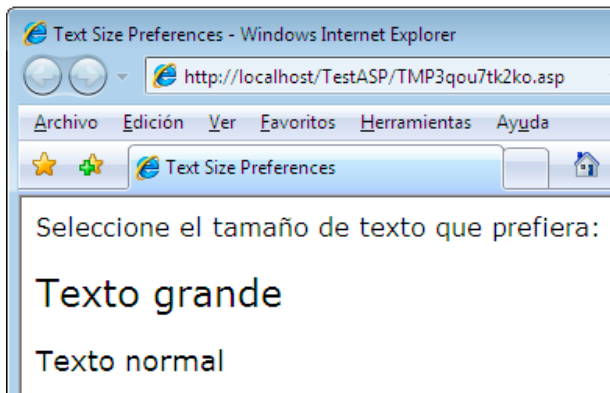 Text Size Preferences - Windows Internet Explorer
http://localhost/TestASP/TMP3qou7tk2ko.asp
Archivo Edición Ver Favoritos Herramientas Ayuda
Text Size Preferences
Seleccione el tamaño de texto que prefiera:
Texto grande
Texto normal